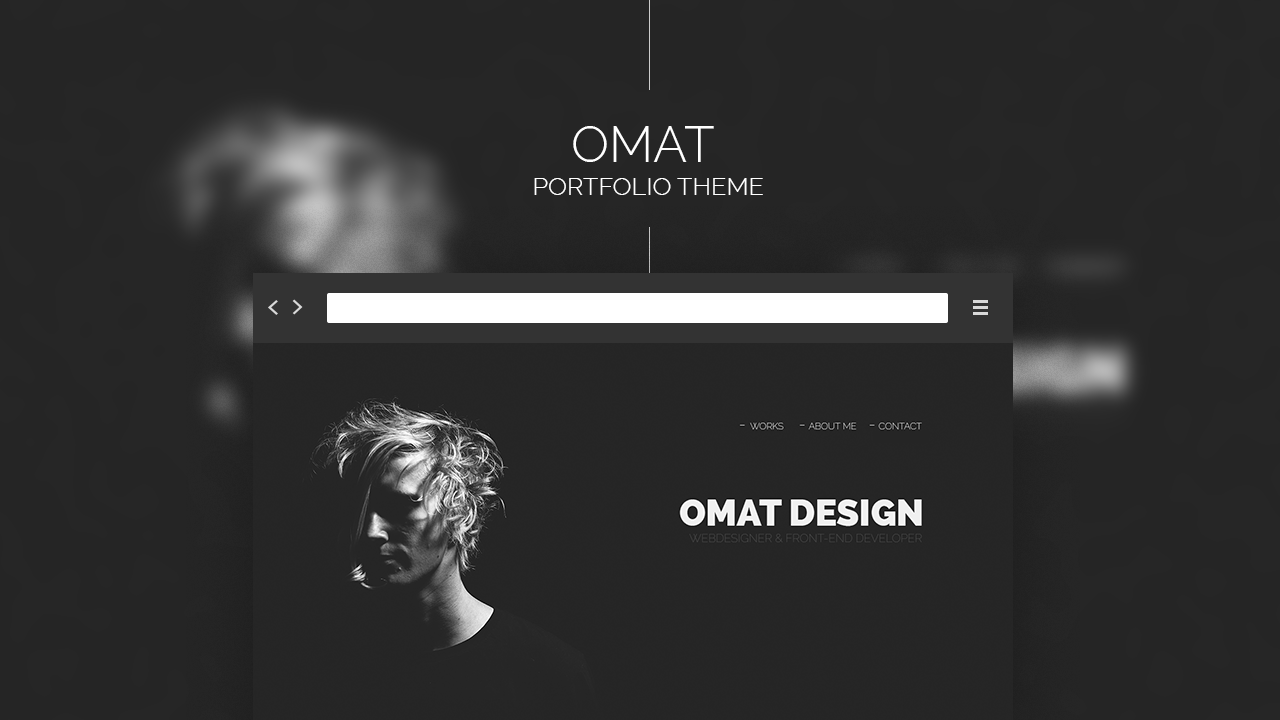 OMAT
PORTFOLIO THEME
- WORKS - ABOUT ME - CONTACT
OMAT DESIGN
WEBDESIGNER & FRONT-END DEVELOPER